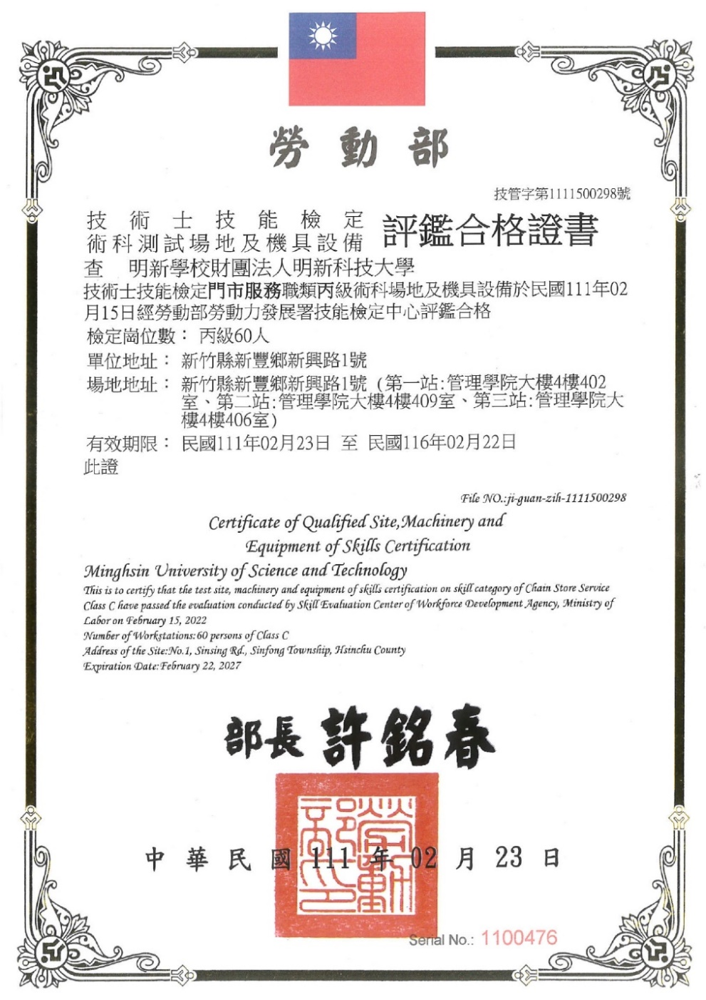 勞動部
技管字第1111500298號
技術士技能檢定
術科測試場地及機具設備
評鑑合格證書
查 明新學校財團法人明新科技大學
技術士技能檢定門市服務職類丙級術科場地及機具設備於民國111年02
月15日經勞動部勞動力發展署技能檢定中心評鑑合格
檢定崗位數： 丙級60人
單位地址： 新竹縣新豐鄉新興路1號
場地地址： 新竹縣新豐鄉新興路1號 (第一站:管理學院大樓4樓402
室、第二站:管理學院大樓4樓409室、第三站:管理學院大
樓4樓406室)
有效期限： 民國111年02月23日 至 民國116年02月22日
此證
File NO.:ji-guan-zih-1111500298
Certificate of Qualified Site,Machinery and
Equipment of Skills Certification
Minghsin University of Science and Technology
This is to certify that the test site, machinery and equipment of skills certification on skill category of Chain Store Service
Class C have passed the evaluation conducted by Skill Evaluation Center of Workforce Development Agency, Ministry of
Labor on February 15, 2022
Number of Workstations:60 persons of Class C
Address of the Site:No.1, Sinsing Rd., Sinfong Township, Hsinchu County
Expiration Date:February 22, 2027
部長 許銘春
勞動部印
中華民國 111 年 02 月 23 日
Serial No.: 1100476